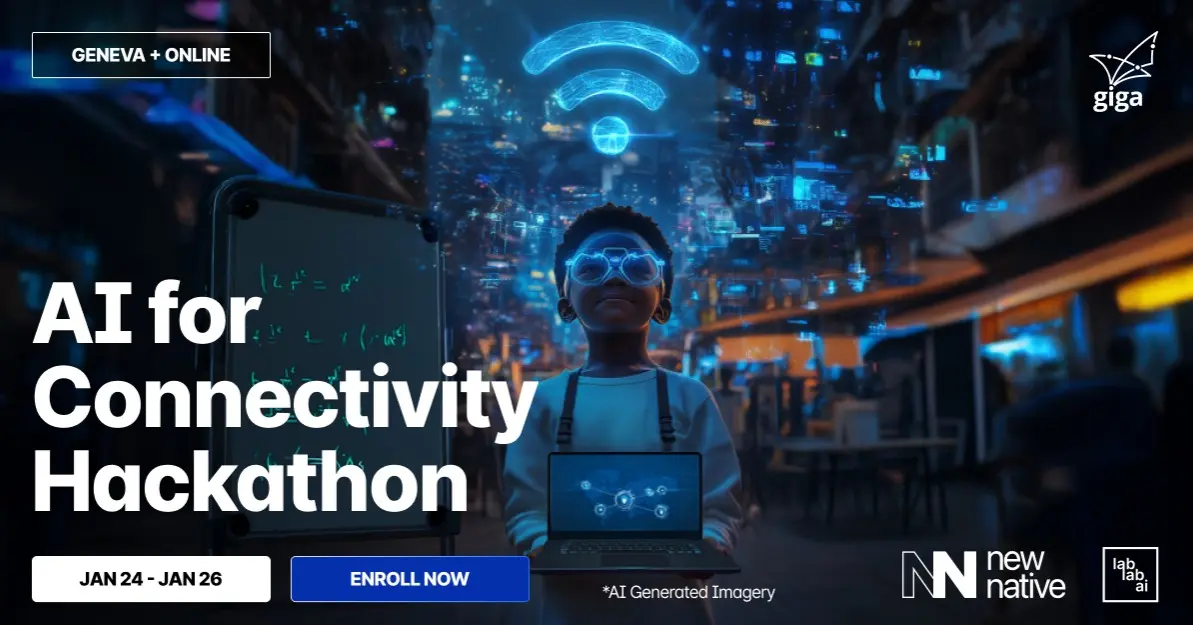 GENEVA + ONLINE
giga
AI for
Connectivity
Hackathon
JAN 24 - JAN 26
ENROLL NOW
*AI Generated Imagery
NN new
native
lab
lab
ai